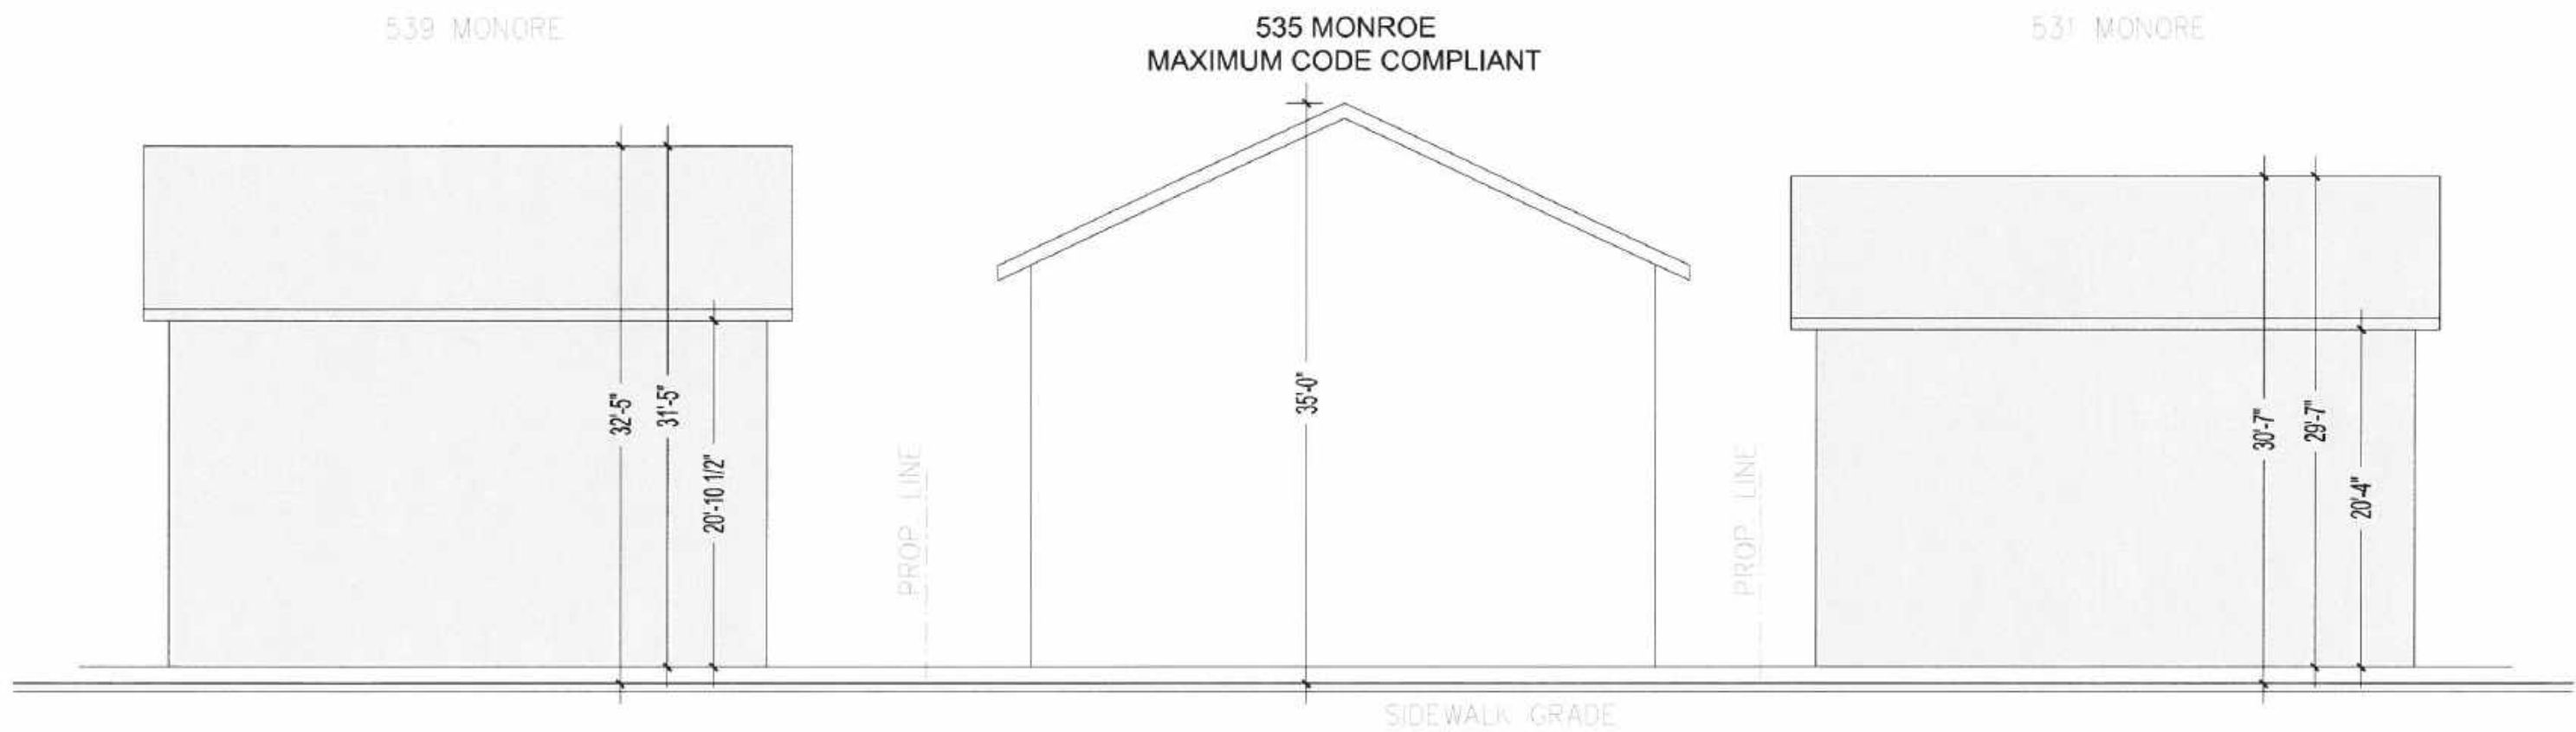 539 MONORE
535 MONROE
MAXIMUM CODE COMPLIANT
531 MONORE
32'-5"
31'-5"
20'-10 1/2"
PROP LINE
35'-0"
PROP LINE
30'-7"
29'-7"
20'-4"
SIDEWALK GRADE